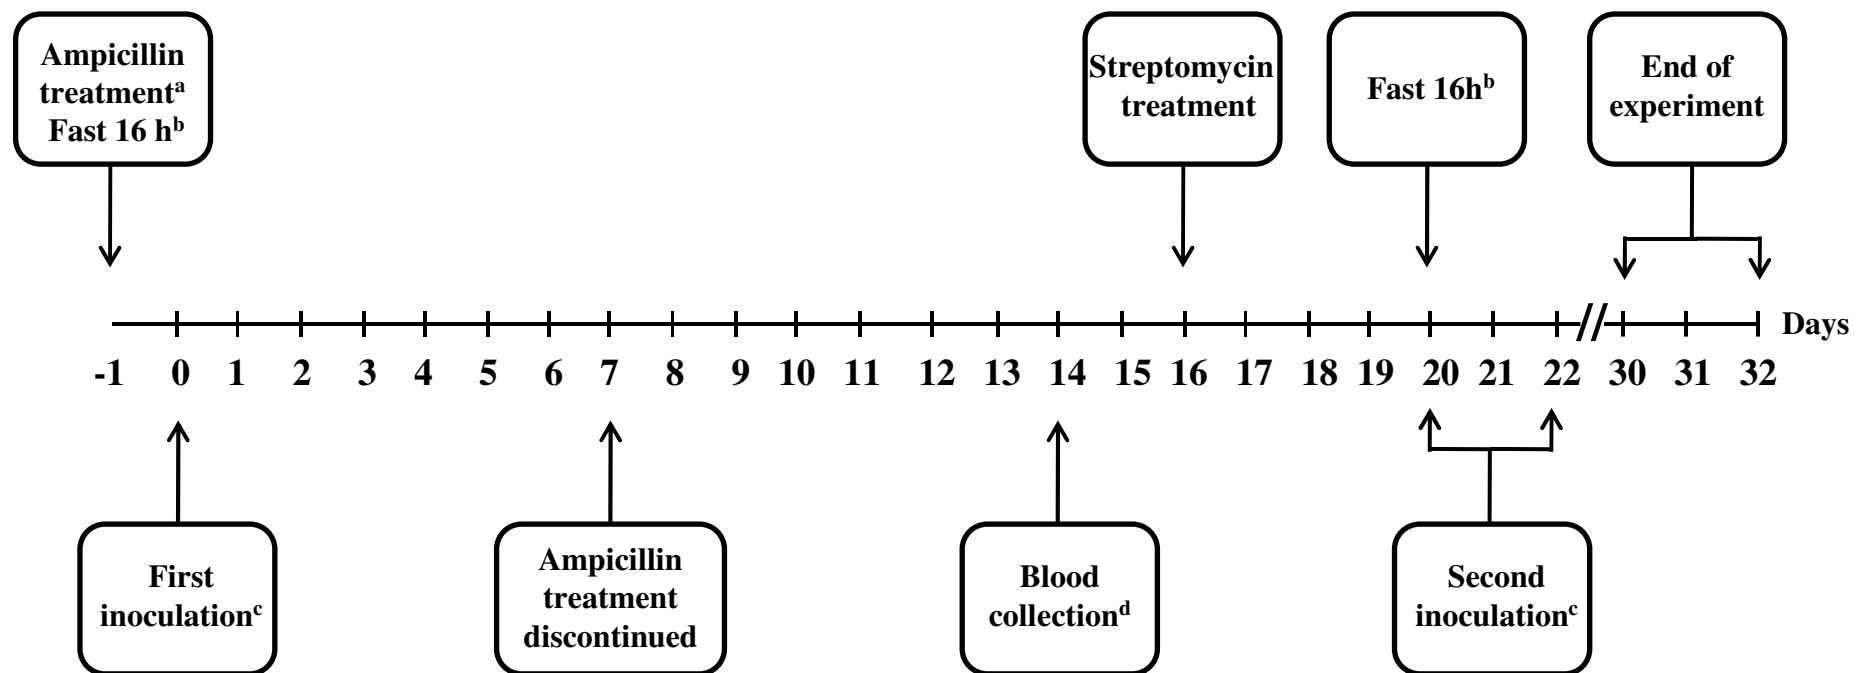 Ampicillin
treatmentᵃ
Fast 16 hᵇ
Streptomycin
treatment
Fast 16hᵇ
End of
experiment
-1 0 1 2 3 4 5 6 7 8 9 10 11 12 13 14 15 16 17 18 19 20 21 22 // 30 31 32 Days
First
inoculationᶜ
Ampicillin
treatment
discontinued
Blood
collectionᵈ
Second
inoculationᶜ